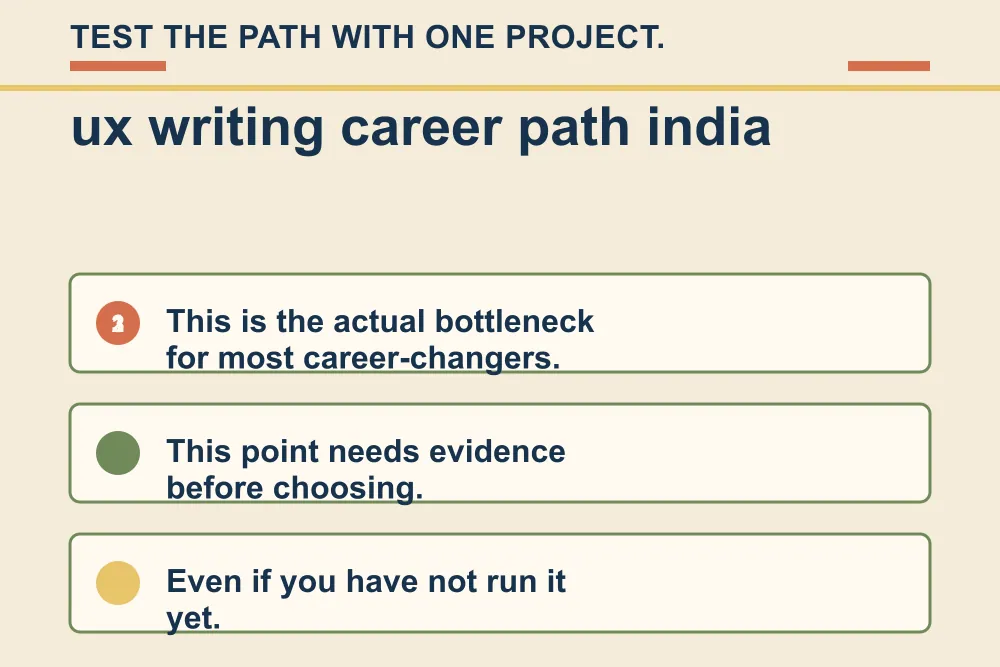 TEST THE PATH WITH ONE PROJECT.
ux writing career path india
This is the actual bottleneck
for most career-changers.
This point needs evidence
before choosing.
Even if you have not run it
yet.